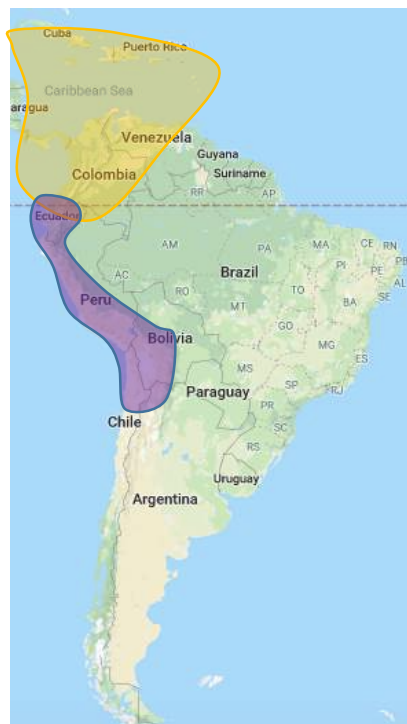 Cuba
Puerto Rico
Caribbean Sea
aragua
Venezuela
Guyana
Colombia
Suriname
RR
AP
Ecuador
AM
PA
MA
CE
RN
PI
PB
AC
Brazil
PE
AL
RO
TO
SE
Peru
MT
BA
GO
Bolivia
MG
MS
ES
Paraguay
SP
RJ
PR
Chile
SC
RS
Uruguay
Argentina